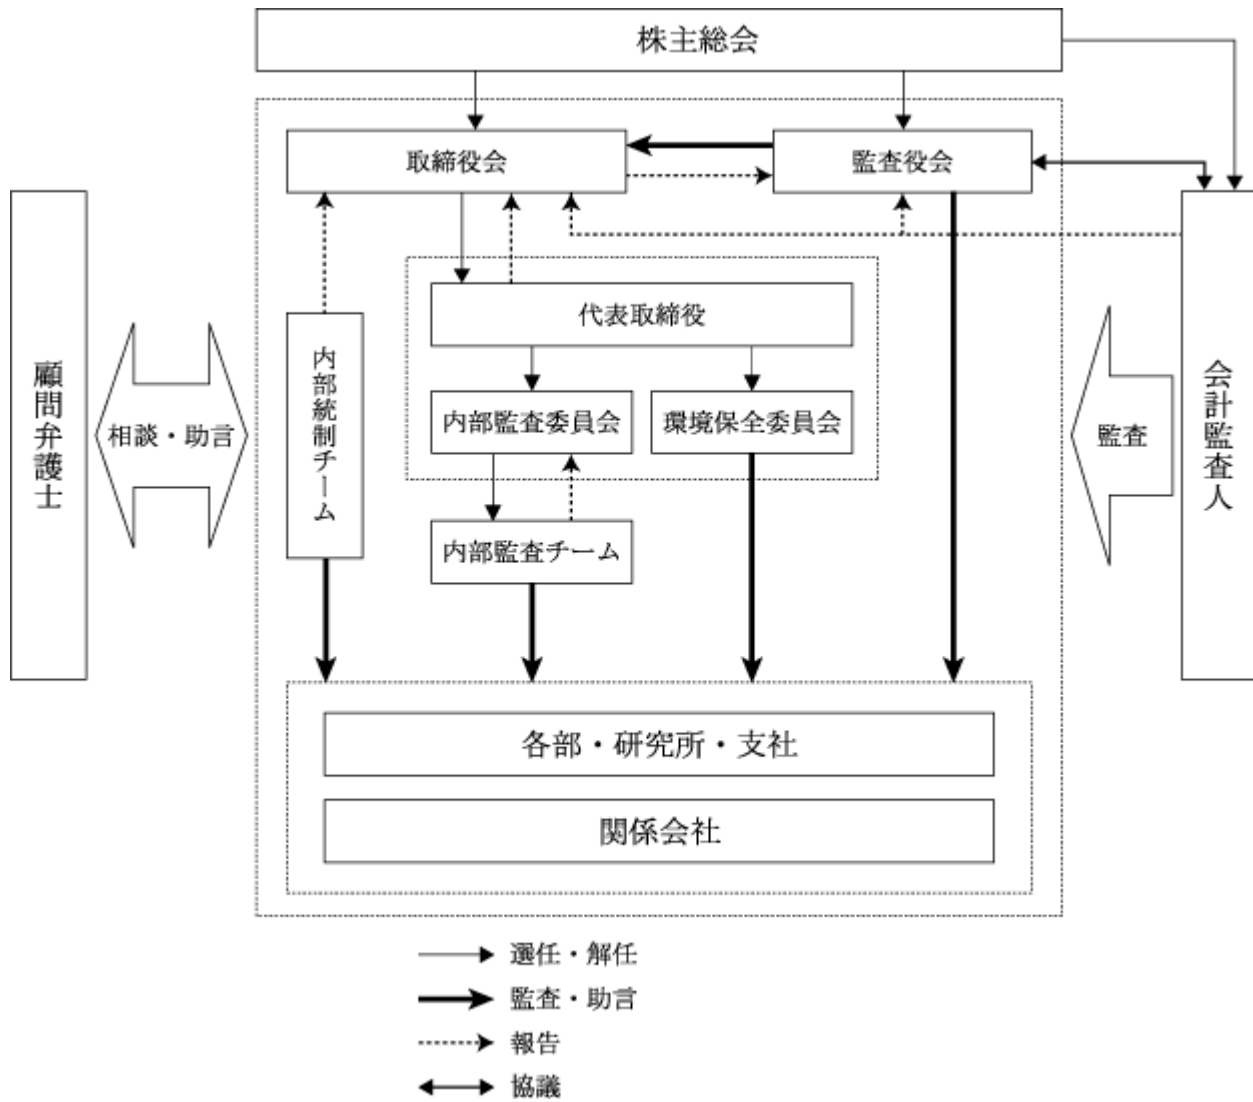 株主総会
取締役会
監査役会
代表取締役
内部統制チーム
顧問弁護士
相談・助言
内部監査委員会
環境保全委員会
監査
会計監査人
内部監査チーム
各部・研究所・支社
関係会社
選任・解任
監査・助言
報告
協議